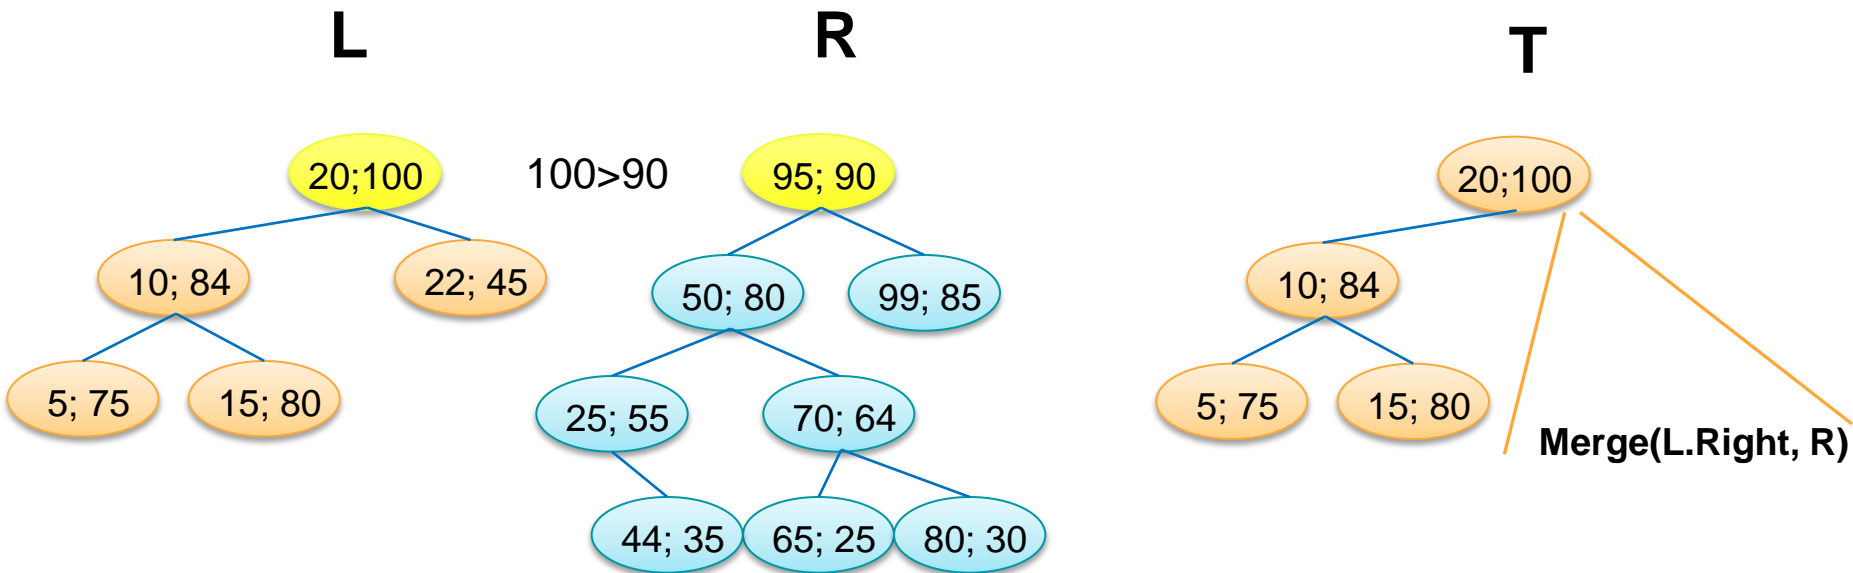 L R T
20;100 100>90 95; 90 20;100
10; 84 22; 45 50; 80 99; 85 10; 84
5; 75 15; 80 25; 55 70; 64 5; 75 15; 80
Merge(L.Right, R)
44; 35 65; 25 80; 30